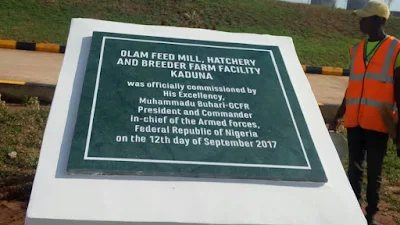 OLAM FEED MILL, HATCHERY
AND BREEDER FARM FACILITY
KADUNA
was officially commissioned by
His Excellency,
Muhammadu Buhari-GCFR
President and Commander
in-chief of the Armed forces,
Federal Republic of Nigeria
on the 12th day of September 2017